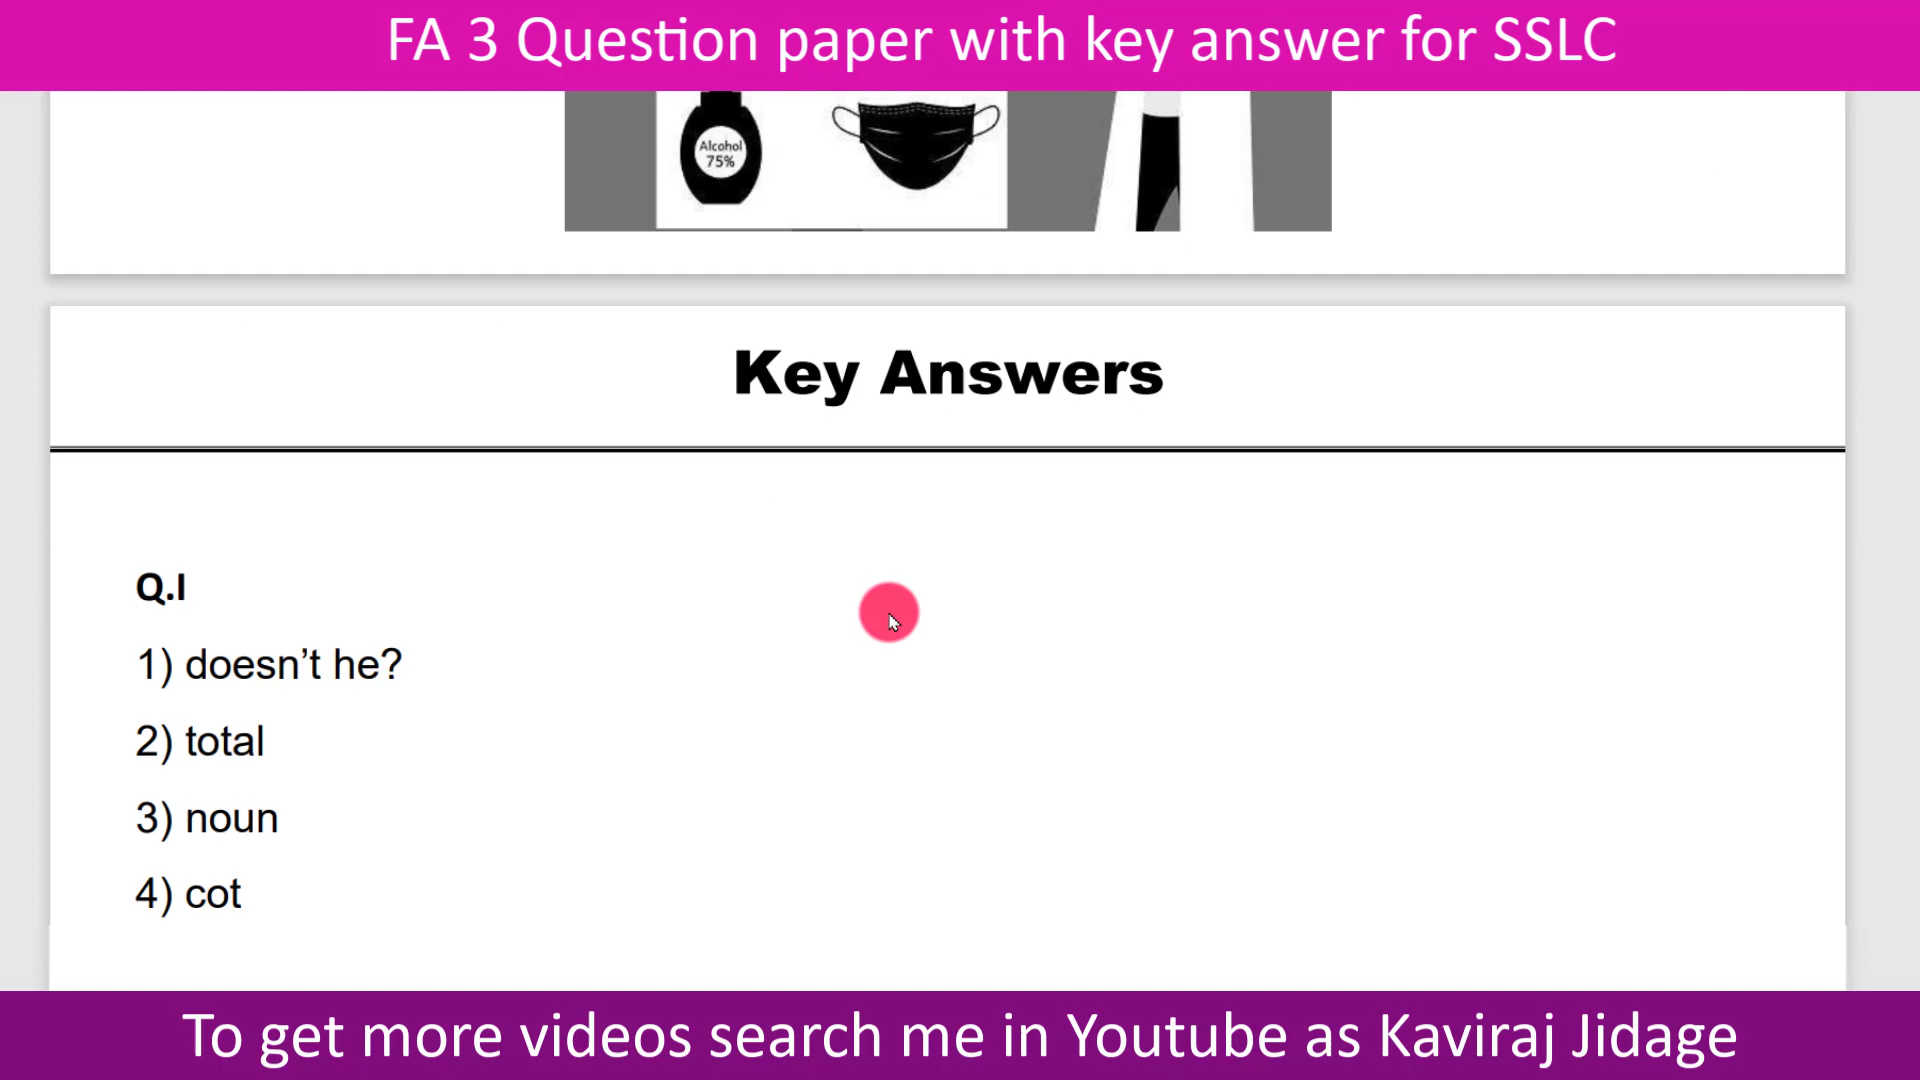 FA 3 Question paper with key answer for SSLC
Alcohol
75%
Key Answers
Q.I
1) doesn’t he?
2) total
3) noun
4) cot
To get more videos search me in Youtube as Kaviraj Jidage